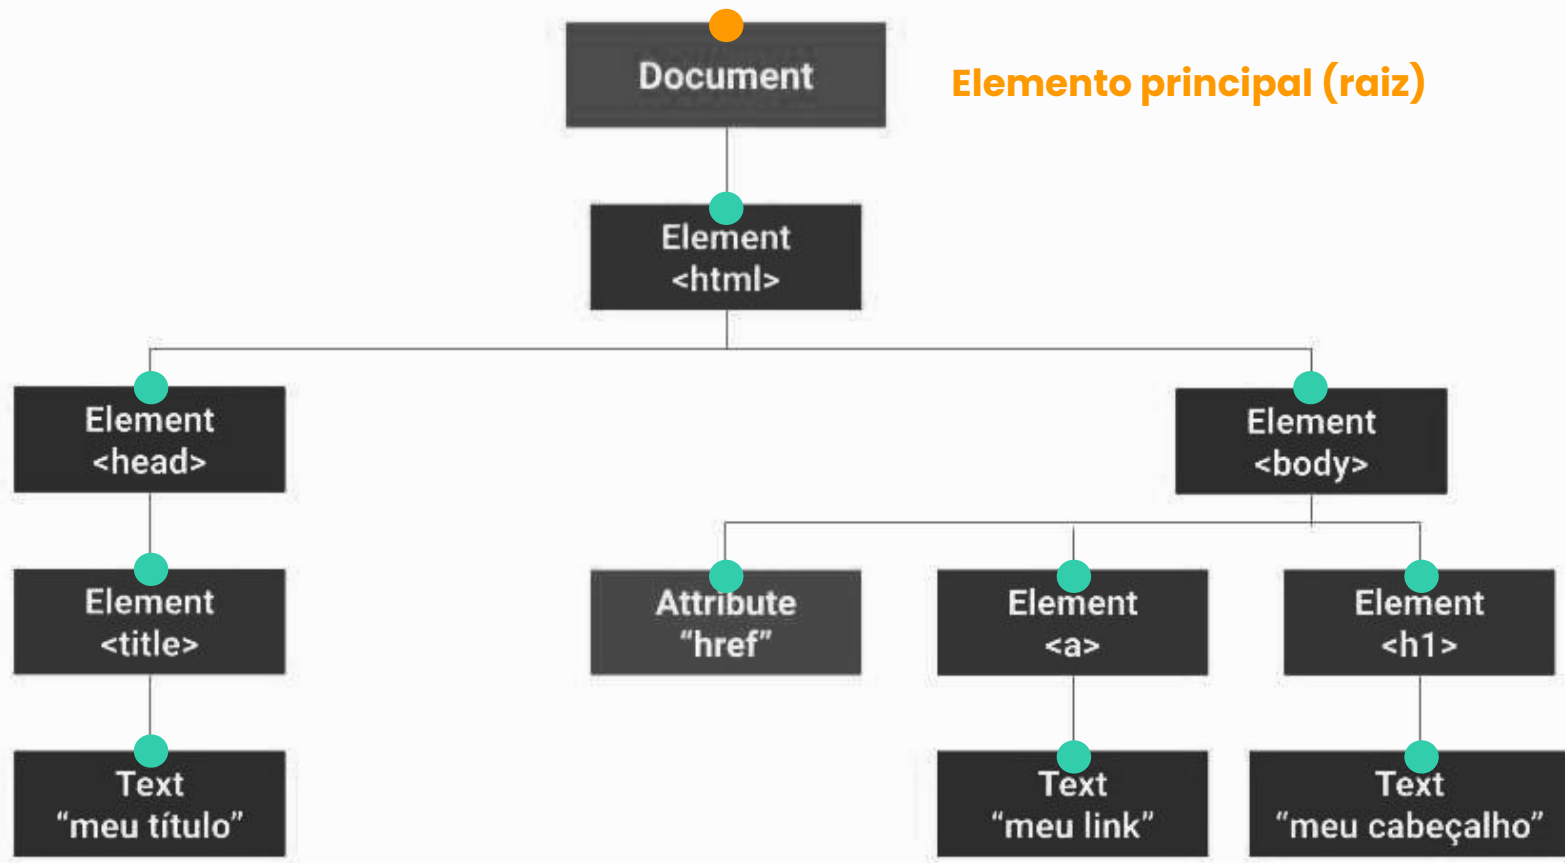 Document
Elemento principal (raiz)
Element
<html>
Element
<head>
Element
<body>
Element
<title>
Attribute
“href”
Element
<a>
Element
<h1>
Text
“meu título”
Text
“meu link”
Text
“meu cabeçalho”